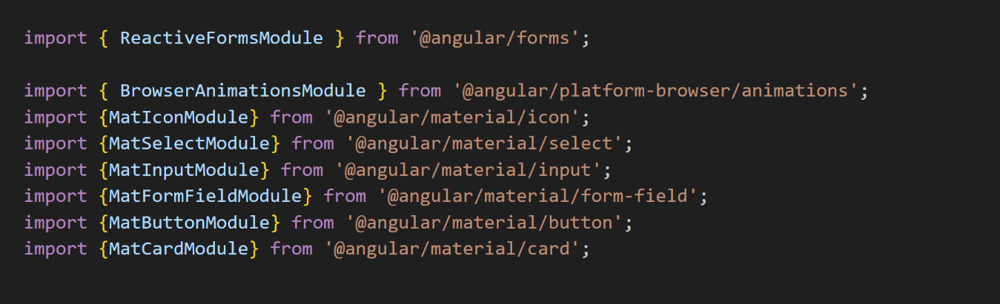 import { ReactiveFormsModule } from '@angular/forms';
import { BrowserAnimationsModule } from '@angular/platform-browser/animations';
import {MatIconModule} from '@angular/material/icon';
import {MatSelectModule} from '@angular/material/select';
import {MatInputModule} from '@angular/material/input';
import {MatFormFieldModule} from '@angular/material/form-field';
import {MatButtonModule} from '@angular/material/button';
import {MatCardModule} from '@angular/material/card';